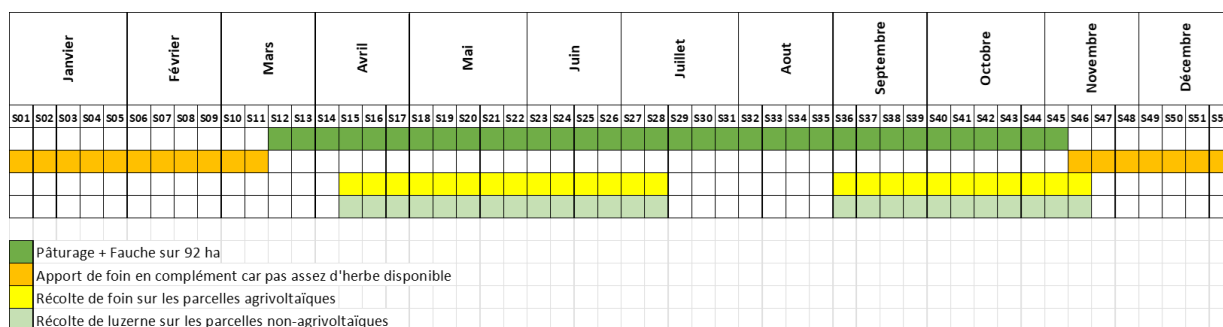 Janvier Février Mars Avril Mai Juin Juillet Aout Septembre Octobre Novembre Décembre
S01 S02 S03 S04 S05 S06 S07 S08 S09 S10 S11 S12 S13 S14 S15 S16 S17 S18 S19 S20 S21 S22 S23 S24 S25 S26 S27 S28 S29 S30 S31 S32 S33 S34 S35 S36 S37 S38 S39 S40 S41 S42 S43 S44 S45 S46 S47 S48 S49 S50 S51 S5
Pâturage + Fauche sur 92 ha
Apport de foin en complément car pas assez d'herbe disponible
Récolte de foin sur les parcelles agrivoltaïques
Récolte de luzerne sur les parcelles non-agrivoltaïques